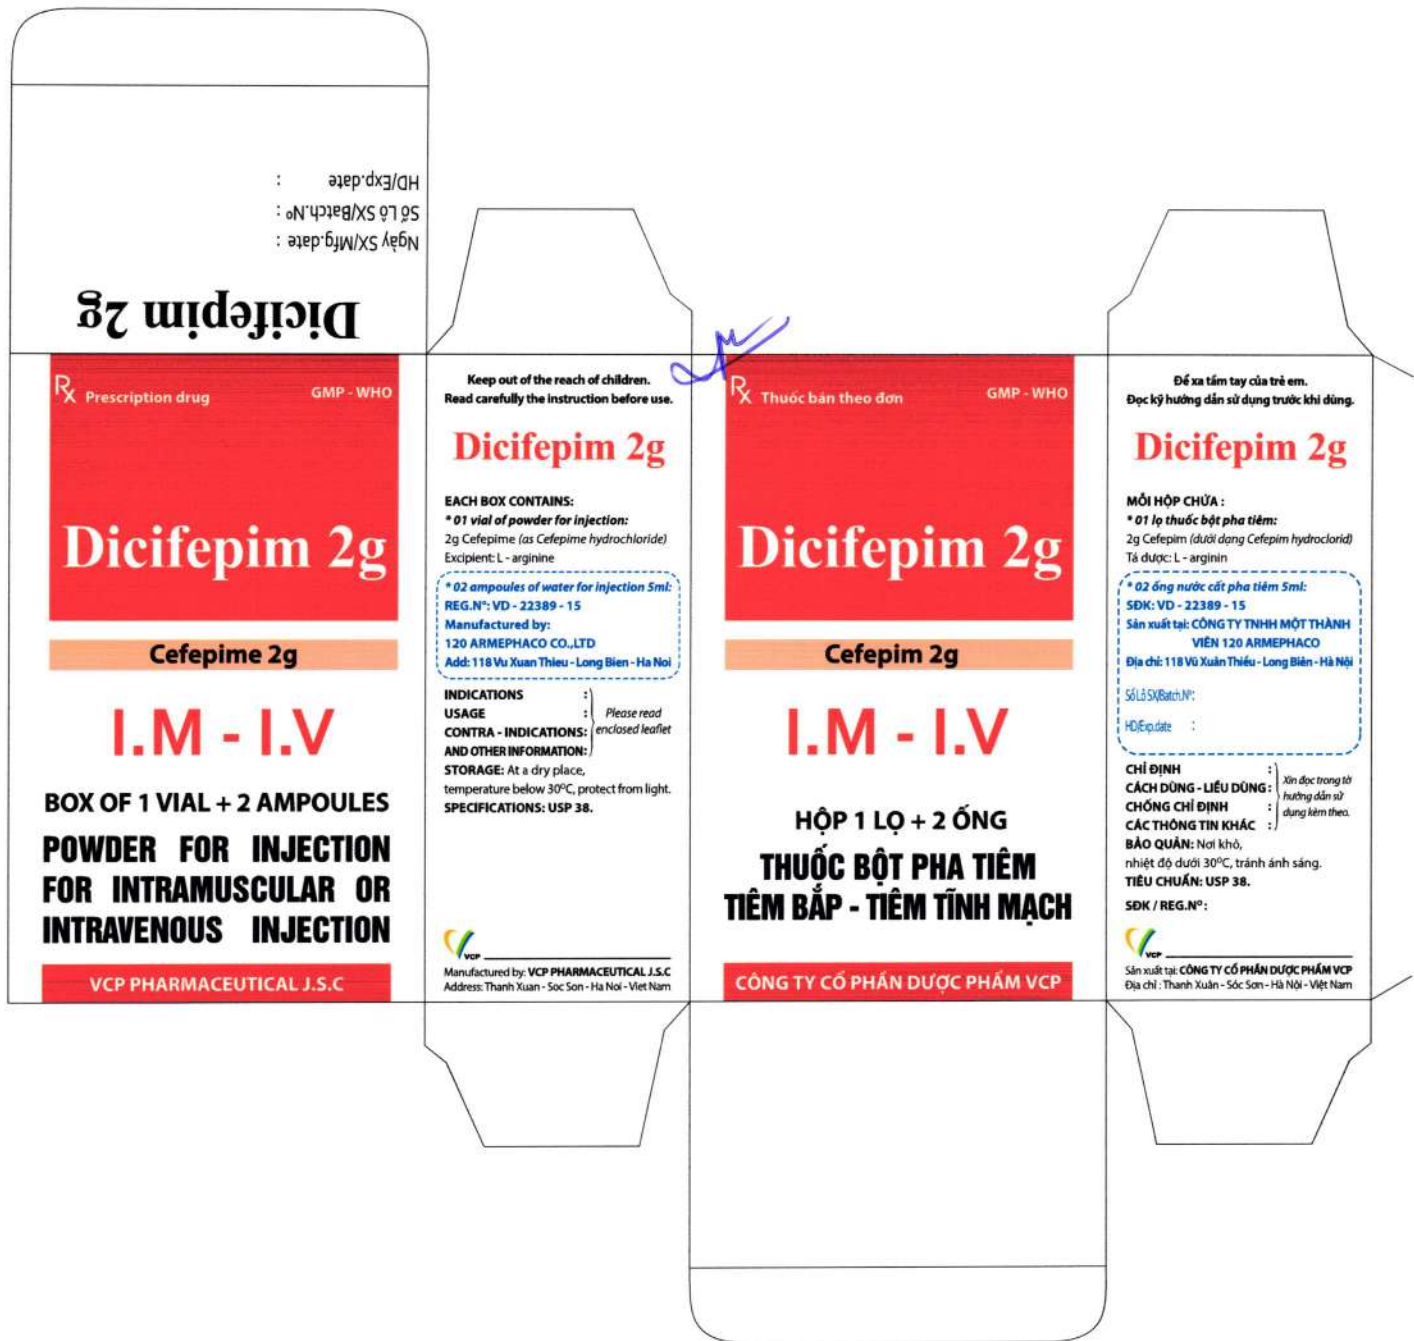 HD/Exp.date :
Số Lô SX/Batch.Nº :
Ngày SX/Mfg.date :
Dicifepim 2g
Rx Prescription drug GMP - WHO
Dicifepim 2g
Cefepime 2g
I.M - I.V
BOX OF 1 VIAL + 2 AMPOULES
POWDER FOR INJECTION
FOR INTRAMUSCULAR OR
INTRAVENOUS INJECTION
VCP PHARMACEUTICAL J.S.C
Keep out of the reach of children.
Read carefully the instruction before use.
Dicifepim 2g
EACH BOX CONTAINS:
* 01 vial of powder for injection:
2g Cefepime (as Cefepime hydrochloride)
Excipient: L - arginine
* 02 ampoules of water for injection 5ml:
REG.Nº: VD - 22389 - 15
Manufactured by:
120 ARMEPHACO CO.,LTD
Add: 118 Vu Xuan Thieu - Long Bien - Ha Noi
INDICATIONS :
USAGE :
CONTRA - INDICATIONS:
AND OTHER INFORMATION:
Please read
enclosed leaflet
STORAGE: At a dry place,
temperature below 30ºC, protect from light.
SPECIFICATIONS: USP 38.
VCP
Manufactured by: VCP PHARMACEUTICAL J.S.C
Address: Thanh Xuan - Soc Son - Ha Noi - Viet Nam
Rx Thuốc bán theo đơn GMP - WHO
Dicifepim 2g
Cefepim 2g
I.M - I.V
HỘP 1 LỌ + 2 ỐNG
THUỐC BỘT PHA TIÊM
TIÊM BẮP - TIÊM TĨNH MẠCH
CÔNG TY CỔ PHẦN DƯỢC PHẨM VCP
Để xa tầm tay của trẻ em.
Đọc kỹ hướng dẫn sử dụng trước khi dùng.
Dicifepim 2g
MỖI HỘP CHỨA :
* 01 lọ thuốc bột pha tiêm:
2g Cefepim (dưới dạng Cefepim hydroclorid)
Tá dược: L - arginin
* 02 ống nước cất pha tiêm 5ml:
SĐK: VD - 22389 - 15
Sản xuất tại: CÔNG TY TNHH MỘT THÀNH
VIÊN 120 ARMEPHACO
Địa chỉ: 118 Vũ Xuân Thiều - Long Biên - Hà Nội
Số Lô SX/Batch.Nº:
HD/Exp.date :
CHỈ ĐỊNH :
CÁCH DÙNG - LIỀU DÙNG :
CHỐNG CHỈ ĐỊNH :
CÁC THÔNG TIN KHÁC :
Xin đọc trong tờ
hướng dẫn sử
dụng kèm theo.
BẢO QUẢN: Nơi khô,
nhiệt độ dưới 30ºC, tránh ánh sáng.
TIÊU CHUẨN: USP 38.
SĐK / REG.Nº :
VCP
Sản xuất tại: CÔNG TY CỔ PHẦN DƯỢC PHẨM VCP
Địa chỉ : Thanh Xuân - Sóc Sơn - Hà Nội - Việt Nam